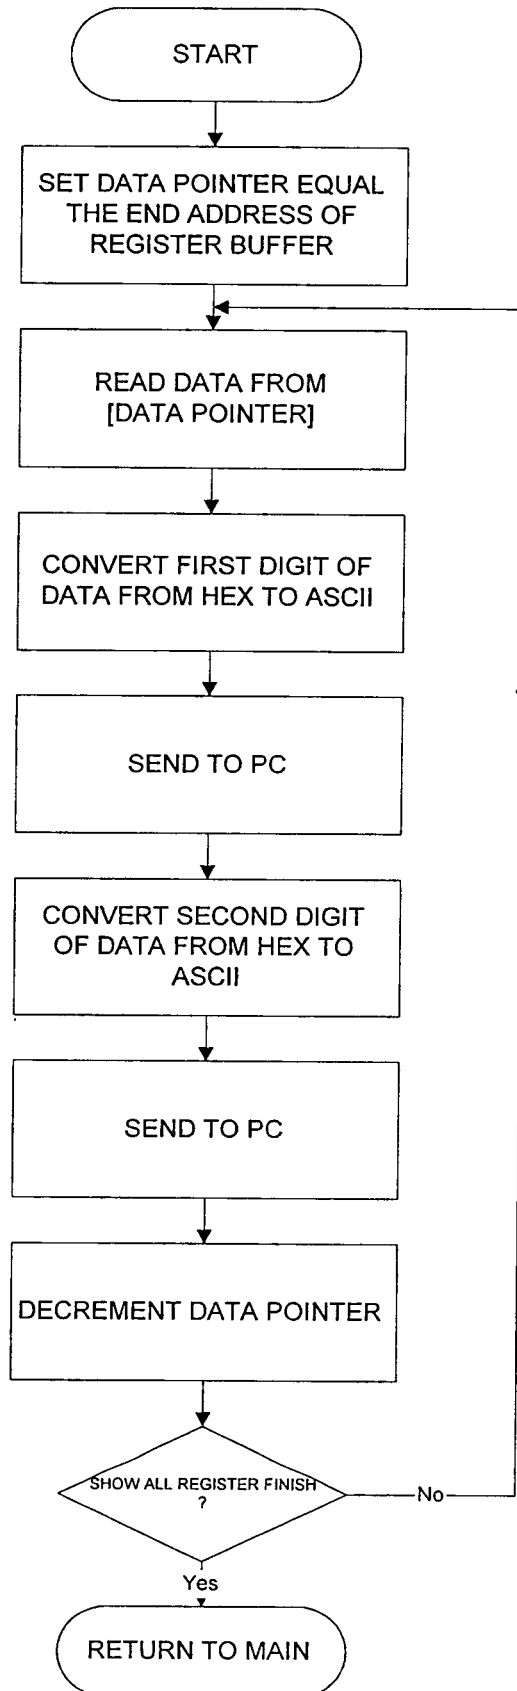 START
SET DATA POINTER EQUAL
THE END ADDRESS OF
REGISTER BUFFER
READ DATA FROM
[DATA POINTER]
CONVERT FIRST DIGIT OF
DATA FROM HEX TO ASCII
SEND TO PC
CONVERT SECOND DIGIT
OF DATA FROM HEX TO
ASCII
SEND TO PC
DECREMENT DATA POINTER
SHOW ALL REGISTER FINISH
?
No
Yes
RETURN TO MAIN